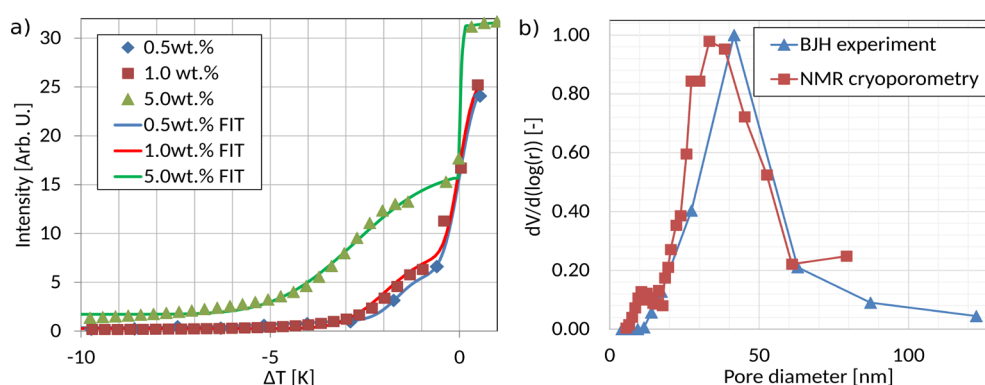 a)
Intensity [Arb. U.]
30
25
20
15
10
5
0
0.5wt.%
1.0 wt.%
5.0wt.%
0.5wt.% FIT
1.0wt.% FIT
5.0wt.% FIT
-10
-5
0
ΔT [K]
b)
dV/d(log(r)) [-]
1.00
0.80
0.60
0.40
0.20
0.00
BJH experiment
NMR cryoporometry
0
50
100
Pore diameter [nm]